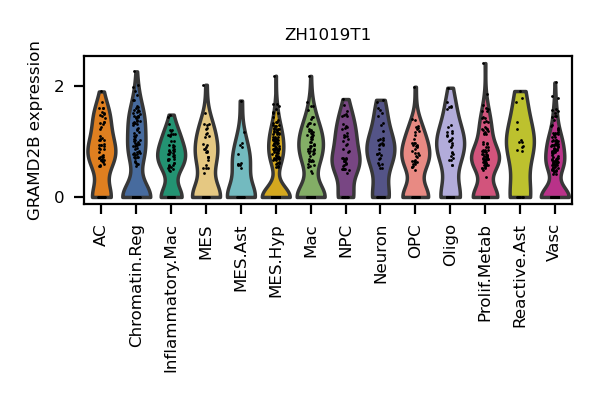 ZH1019T1
GRAMD2B expression
2
0
AC
Chromatin.Reg
Inflammatory.Mac
MES
MES.Ast
MES.Hyp
Mac
NPC
Neuron
OPC
Oligo
Prolif.Metab
Reactive.Ast
Vasc